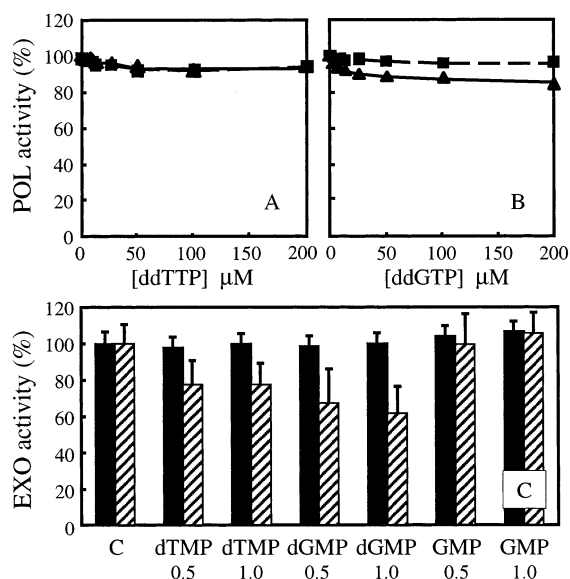 120
100
80
60
40
20
0
POL activity (%)
A
B
0 50 100 150 200
0 50 100 150 200
[ddTTP] µM
[ddGTP] µM
120
100
80
60
40
20
0
EXO activity (%)
C
C dTMP dTMP dGMP dGMP GMP GMP
0.5 1.0 0.5 1.0 0.5 1.0